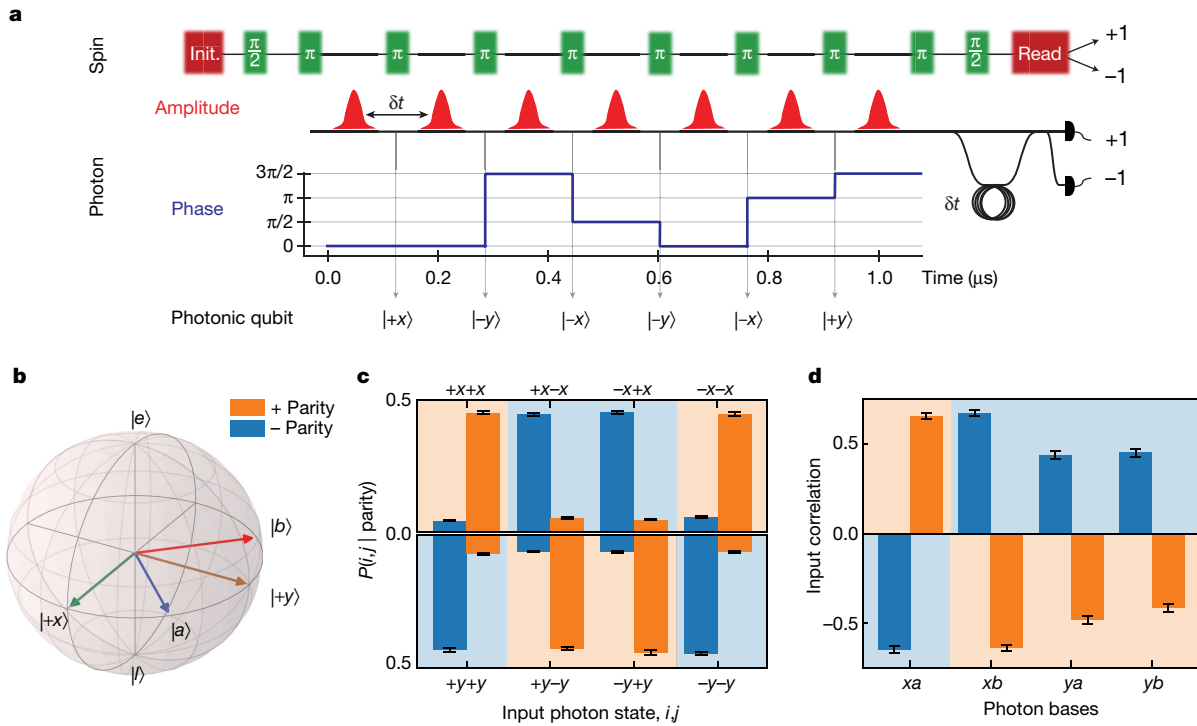 a
Spin
Init. π/2 π π π π π π π π π/2 Read +1
−1
Amplitude δt +1
−1
Photon
Phase 3π/2
π
π/2
0
δt
0.0 0.2 0.4 0.6 0.8 1.0 Time (μs)
Photonic qubit |+x⟩ |−y⟩ |−x⟩ |−y⟩ |−x⟩ |+y⟩
b
+ Parity
− Parity
|e⟩
|b⟩
|+y⟩
|+x⟩ |a⟩
|l⟩
c
+x+x +x−x −x+x −x−x
0.5
0.0
0.5
P(i,j | parity)
+y+y +y−y −y+y −y−y
Input photon state, i,j
d
Input correlation
0.5
0.0
−0.5
xa xb ya yb
Photon bases